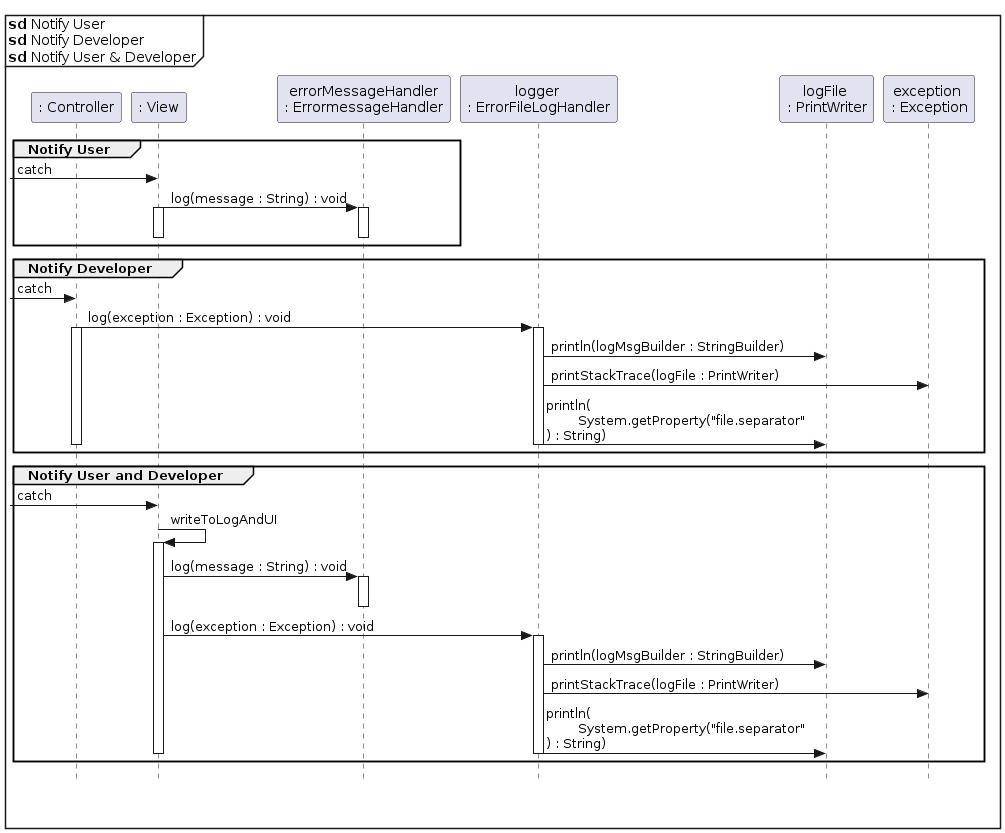 sd Notify User
sd Notify Developer
sd Notify User & Developer
: Controller
: View
errorMessageHandler
: ErrormessageHandler
logger
: ErrorFileLogHandler
logFile
: PrintWriter
exception
: Exception
Notify User
catch
log(message : String) : void
Notify Developer
catch
log(exception : Exception) : void
println(logMsgBuilder : StringBuilder)
printStackTrace(logFile : PrintWriter)
println(
System.getProperty("file.separator"
) : String)
Notify User and Developer
catch
writeToLogAndUI
log(message : String) : void
log(exception : Exception) : void
println(logMsgBuilder : StringBuilder)
printStackTrace(logFile : PrintWriter)
println(
System.getProperty("file.separator"
) : String)